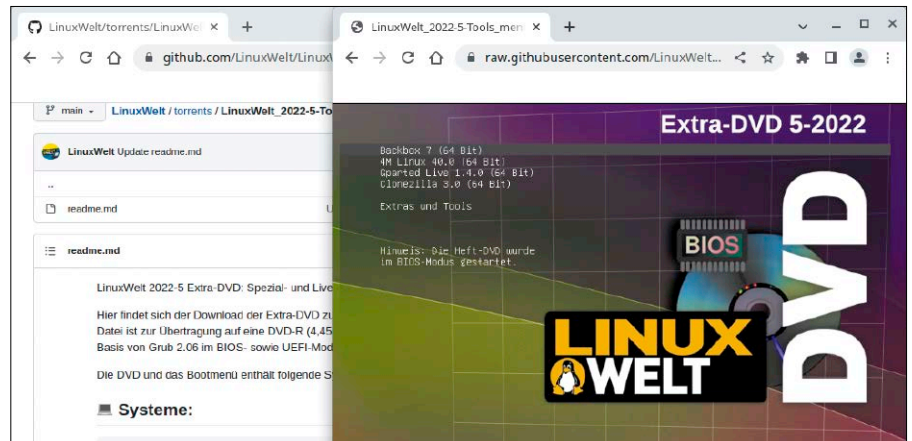 LinuxWelt/torrents/LinuxWel
github.com/LinuxWelt/Linux
main
LinuxWelt / torrents / LinuxWelt_2022-5-To
LinuxWelt Update readme.md
..
readme.md
U
readme.md
LinuxWelt 2022-5 Extra-DVD: Spezial- und Live
Hier findet sich der Download der Extra-DVD zu
Datei ist zur Übertragung auf eine DVD-R (4,45
Basis von Grub 2.06 im BIOS- sowie UEFI-Mod
Die DVD und das Bootmenü enthält folgende S
Systeme:
LinuxWelt_2022-5-Tools_men
raw.githubusercontent.com/LinuxWelt...
Extra-DVD 5-2022
Backbox 7 (64 Bit)
4M Linux 40.0 (64 Bit)
Gparted Live 1.4.0 (64 Bit)
Clonezilla 3.0 (64 Bit)
Extras und Tools
Hinweis: Die Heft-DVD wurde
im BIOS-Modus gestartet.
BIOS
DVD
LINUX
WELT